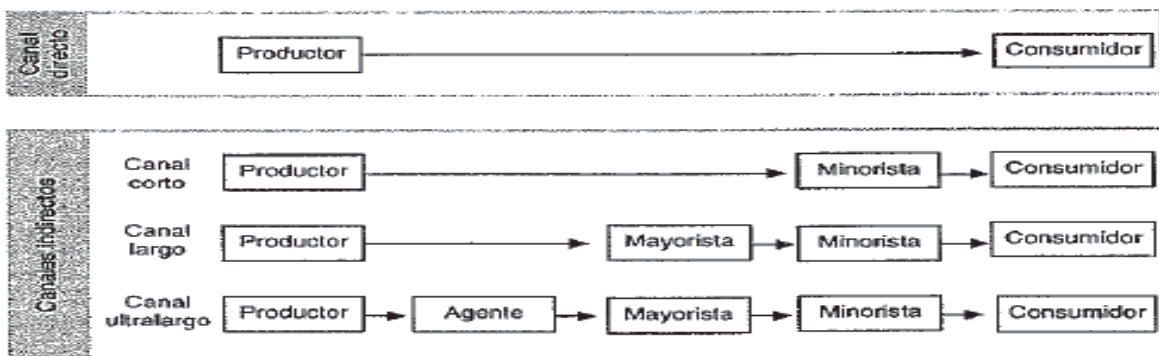 Canal
directo
Productor
Consumidor
Canales indirectos
Canal
corto
Productor
Minorista
Consumidor
Canal
largo
Productor
Mayorista
Minorista
Consumidor
Canal
ultralargo
Productor
Agente
Mayorista
Minorista
Consumidor